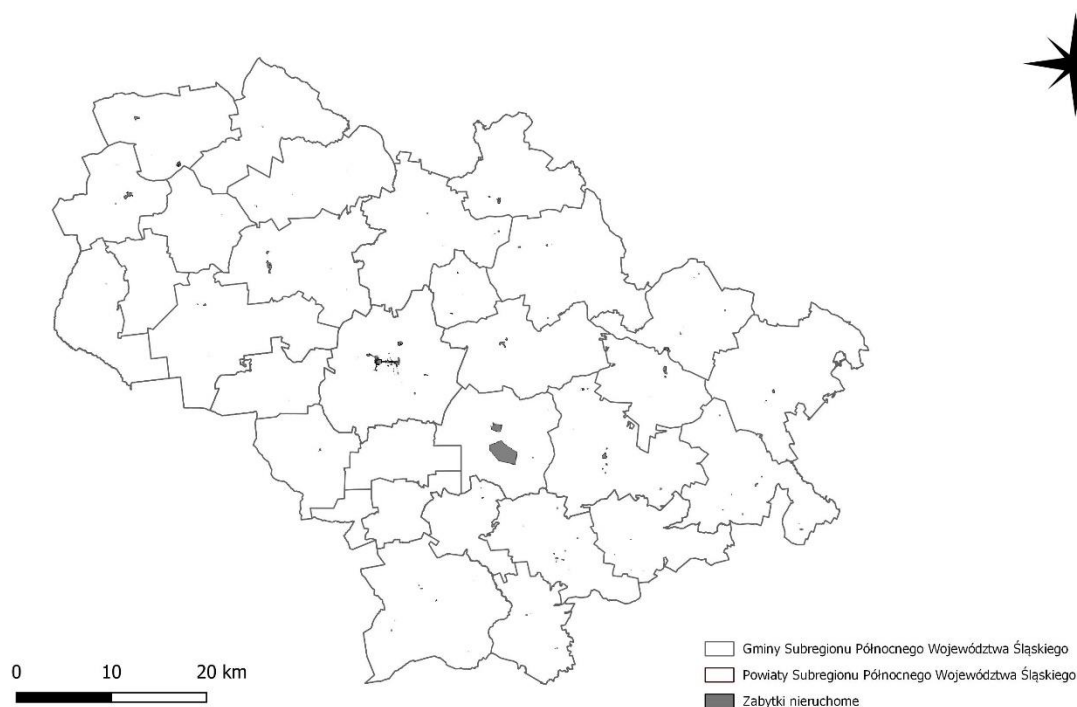 0 10 20 km
Gminy Subregionu Północnego Województwa Śląskiego
Powiaty Subregionu Północnego Województwa Śląskiego
Zabytki nieruchome